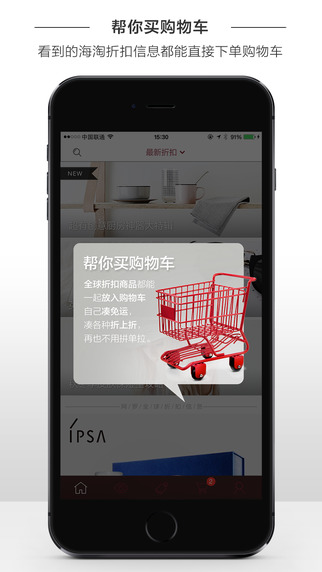 帮你买购物车
看到的海淘折扣信息都能直接下单购物车
中国联通
15:30
91%
最新折扣
NEW
帮你买购物车
全球折扣商品都能
一起放入购物车
自己凑免运，
凑各种折上折，
再也不用拼单拉。
IPSA
2